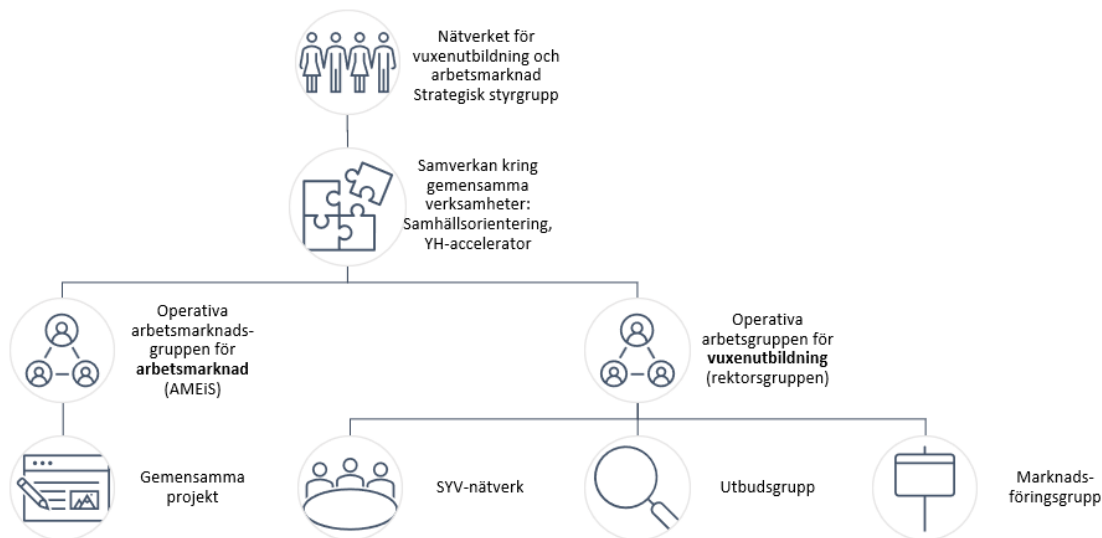 Nätverket för
vuxenutbildning och
arbetsmarknad
Strategisk styrgrupp
Samverkan kring
gemensamma
verksamheter:
Samhällsorientering,
YH-accelerator
Operativa
arbetsmarknads-
gruppen för
arbetsmarknad
(AMEiS)
Operativa
arbetsgruppen för
vuxenutbildning
(rektorsgruppen)
Gemensamma
projekt
SYV-nätverk
Utbudsgrupp
Marknads-
föringsgrupp